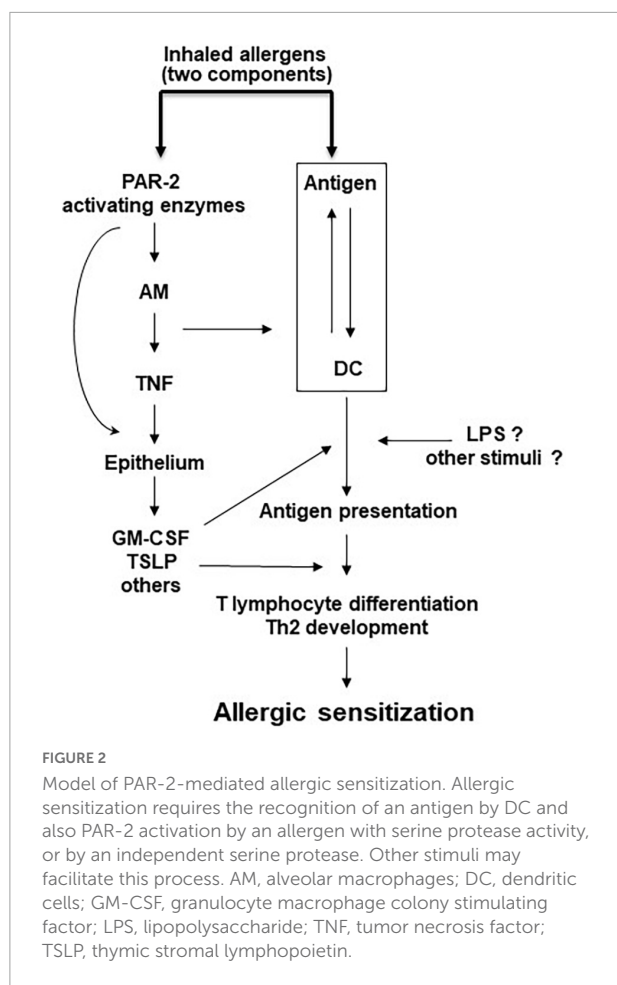 Inhaled allergens
(two components)
PAR-2
activating enzymes
Antigen
AM
TNF
DC
Epithelium
LPS ?
other stimuli ?
GM-CSF
TSLP
others
Antigen presentation
T lymphocyte differentiation
Th2 development
Allergic sensitization
FIGURE 2
Model of PAR-2-mediated allergic sensitization. Allergic
sensitization requires the recognition of an antigen by DC and
also PAR-2 activation by an allergen with serine protease activity,
or by an independent serine protease. Other stimuli may
facilitate this process. AM, alveolar macrophages; DC, dendritic
cells; GM-CSF, granulocyte macrophage colony stimulating
factor; LPS, lipopolysaccharide; TNF, tumor necrosis factor;
TSLP, thymic stromal lymphopoietin.